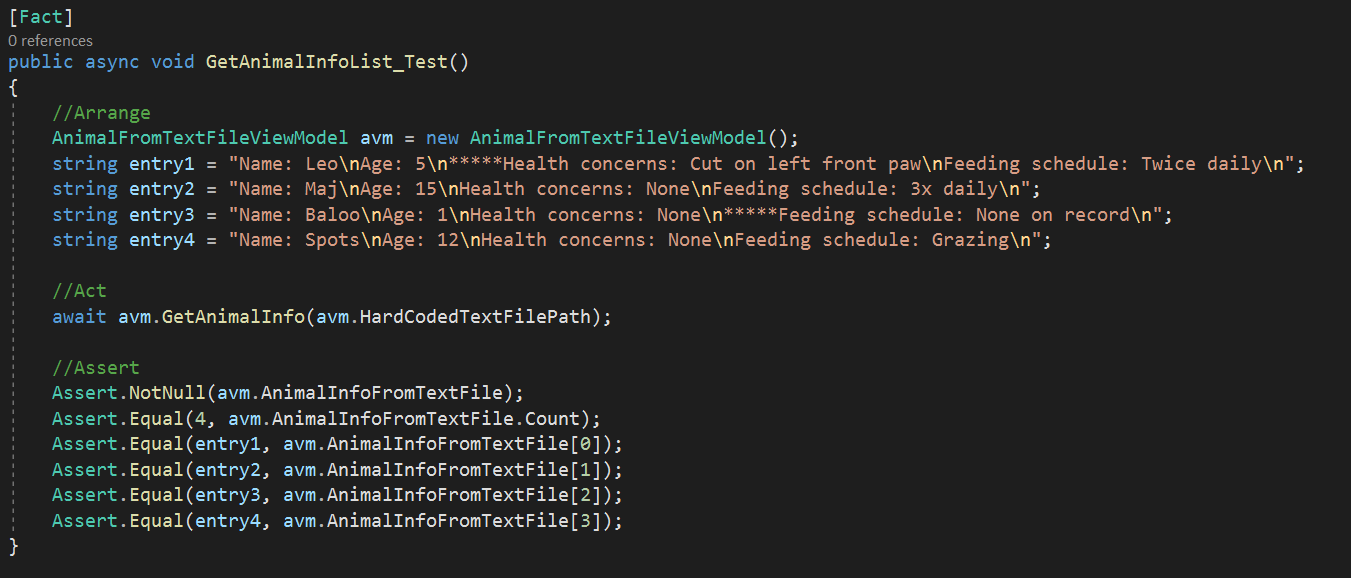 [Fact]
0 references
public async void GetAnimalInfoList_Test()
{
    //Arrange
    AnimalFromTextFileViewModel avm = new AnimalFromTextFileViewModel();
    string entry1 = "Name: Leo\nAge: 5\n*****Health concerns: Cut on left front paw\nFeeding schedule: Twice daily\n";
    string entry2 = "Name: Maj\nAge: 15\nHealth concerns: None\nFeeding schedule: 3x daily\n";
    string entry3 = "Name: Baloo\nAge: 1\nHealth concerns: None\n*****Feeding schedule: None on record\n";
    string entry4 = "Name: Spots\nAge: 12\nHealth concerns: None\nFeeding schedule: Grazing\n";

    //Act
    await avm.GetAnimalInfo(avm.HardCodedTextFilePath);

    //Assert
    Assert.NotNull(avm.AnimalInfoFromTextFile);
    Assert.Equal(4, avm.AnimalInfoFromTextFile.Count);
    Assert.Equal(entry1, avm.AnimalInfoFromTextFile[0]);
    Assert.Equal(entry2, avm.AnimalInfoFromTextFile[1]);
    Assert.Equal(entry3, avm.AnimalInfoFromTextFile[2]);
    Assert.Equal(entry4, avm.AnimalInfoFromTextFile[3]);
}